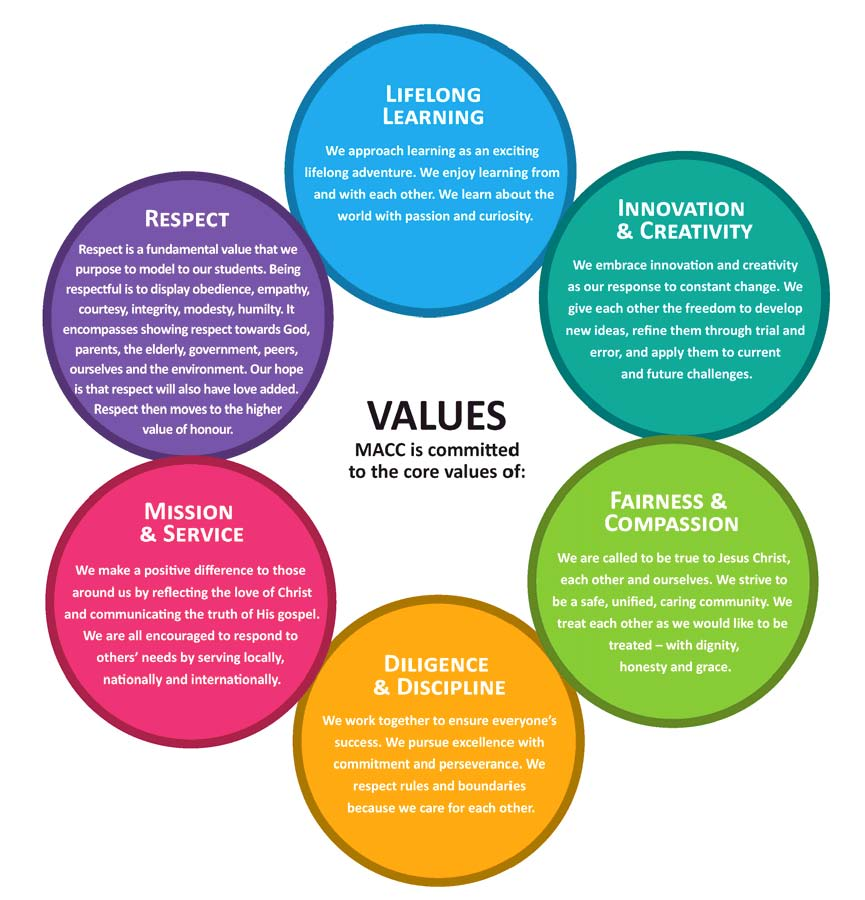 VALUES
MACC is committed
to the core values of:
LIFELONG
LEARNING
We approach learning as an exciting
lifelong adventure. We enjoy learning from
and with each other. We learn about the
world with passion and curiosity.
INNOVATION
& CREATIVITY
We embrace innovation and creativity
as our response to constant change. We
give each other the freedom to develop
new ideas, refine them through trial and
error, and apply them to current
and future challenges.
FAIRNESS &
COMPASSION
We are called to be true to Jesus Christ,
each other and ourselves. We strive to
be a safe, unified, caring community. We
treat each other as we would like to be
treated – with dignity,
honesty and grace.
DILIGENCE
& DISCIPLINE
We work together to ensure everyone's
success. We pursue excellence with
commitment and perseverance. We
respect rules and boundaries
because we care for each other.
MISSION
& SERVICE
We make a positive difference to those
around us by reflecting the love of Christ
and communicating the truth of His gospel.
We are all encouraged to respond to
others' needs by serving locally,
nationally and internationally.
RESPECT
Respect is a fundamental value that we
purpose to model to our students. Being
respectful is to display obedience, empathy,
courtesy, integrity, modesty, humilty. It
encompasses showing respect towards God,
parents, the elderly, government, peers,
ourselves and the environment. Our hope
is that respect will also have love added.
Respect then moves to the higher
value of honour.